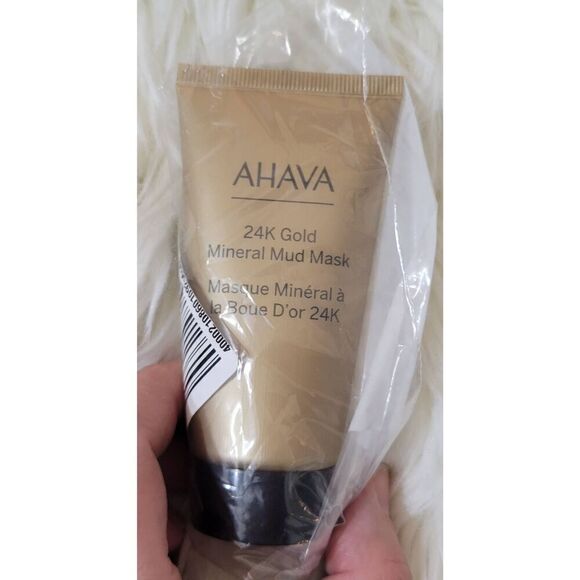 AHAVA
24K Gold
Mineral Mud Mask
Masque Minéral à
la Boue D'or 24K